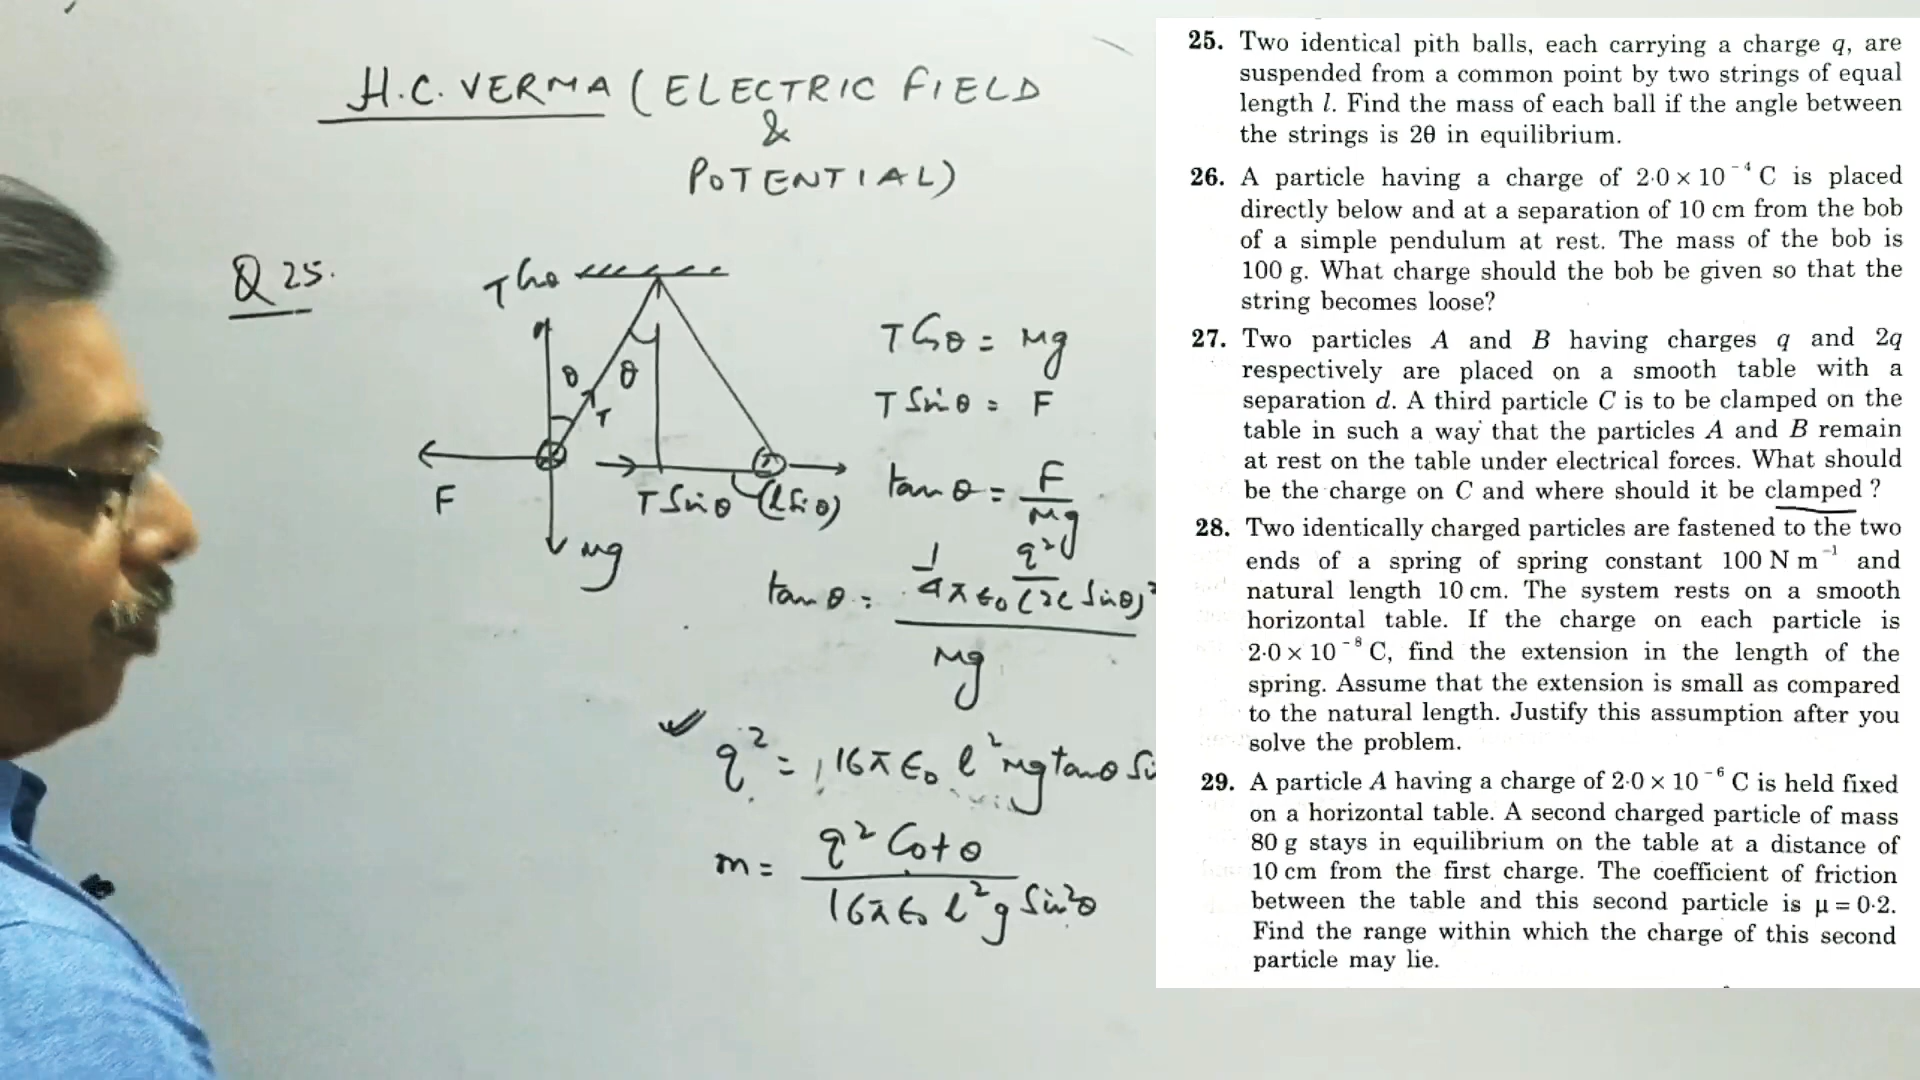 H.C. VERMA (ELECTRIC FIELD
&
POTENTIAL)
Q 25.
T Cosθ
θ
θ
T
F
T Sinθ
(l Sinθ)
Mg
T Cosθ = Mg
T Sinθ = F
tanθ = F/Mg
tanθ = 1/4πε₀ q²/(2l Sinθ)²
Mg
q² = 16πε₀ l² Mg tanθ Si
m = q² Cotθ
16πε₀ l² g Sin²θ
25. Two identical pith balls, each carrying a charge q, are
suspended from a common point by two strings of equal
length l. Find the mass of each ball if the angle between
the strings is 2θ in equilibrium.
26. A particle having a charge of 2·0 × 10⁻⁴ C is placed
directly below and at a separation of 10 cm from the bob
of a simple pendulum at rest. The mass of the bob is
100 g. What charge should the bob be given so that the
string becomes loose?
27. Two particles A and B having charges q and 2q
respectively are placed on a smooth table with a
separation d. A third particle C is to be clamped on the
table in such a way that the particles A and B remain
at rest on the table under electrical forces. What should
be the charge on C and where should it be clamped ?
28. Two identically charged particles are fastened to the two
ends of a spring of spring constant 100 N m⁻¹ and
natural length 10 cm. The system rests on a smooth
horizontal table. If the charge on each particle is
2·0 × 10⁻⁸ C, find the extension in the length of the
spring. Assume that the extension is small as compared
to the natural length. Justify this assumption after you
solve the problem.
29. A particle A having a charge of 2·0 × 10⁻⁶ C is held fixed
on a horizontal table. A second charged particle of mass
80 g stays in equilibrium on the table at a distance of
10 cm from the first charge. The coefficient of friction
between the table and this second particle is μ = 0·2.
Find the range within which the charge of this second
particle may lie.